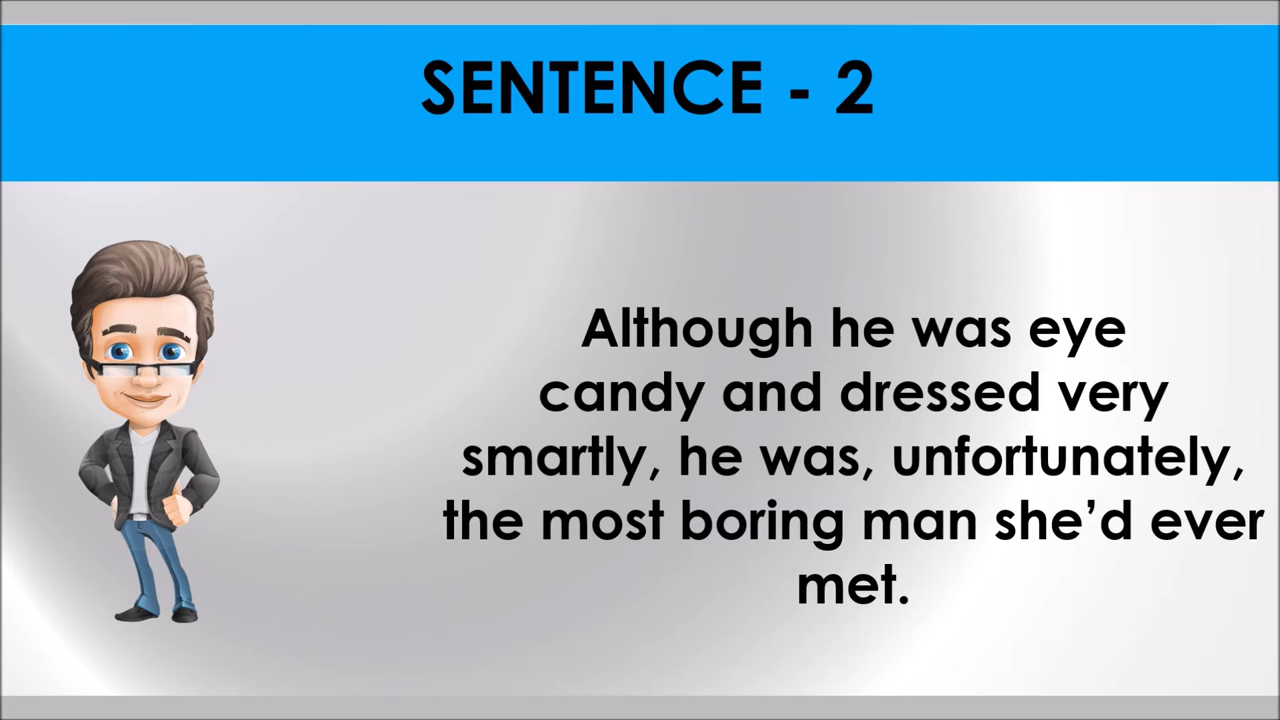 SENTENCE - 2
Although he was eye
candy and dressed very
smartly, he was, unfortunately,
the most boring man she’d ever
met.